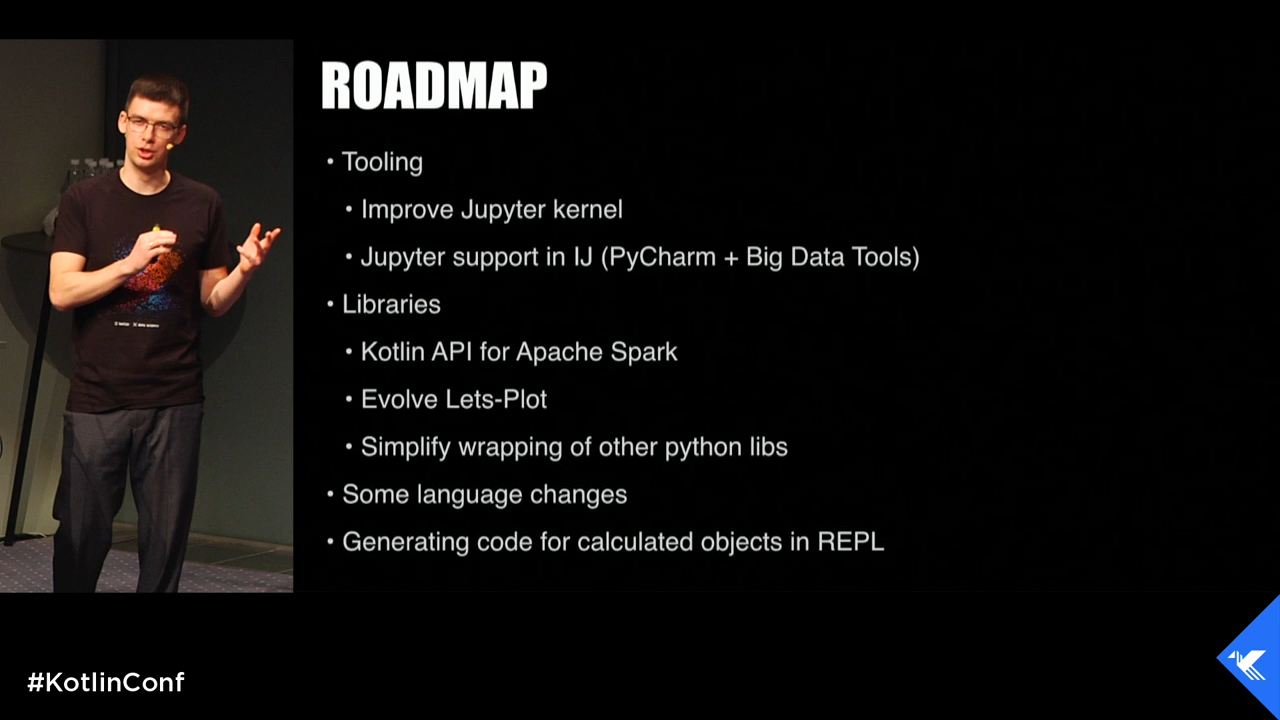 ROADMAP
• Tooling
• Improve Jupyter kernel
• Jupyter support in IJ (PyCharm + Big Data Tools)
• Libraries
• Kotlin API for Apache Spark
• Evolve Lets-Plot
• Simplify wrapping of other python libs
• Some language changes
• Generating code for calculated objects in REPL
#KotlinConf